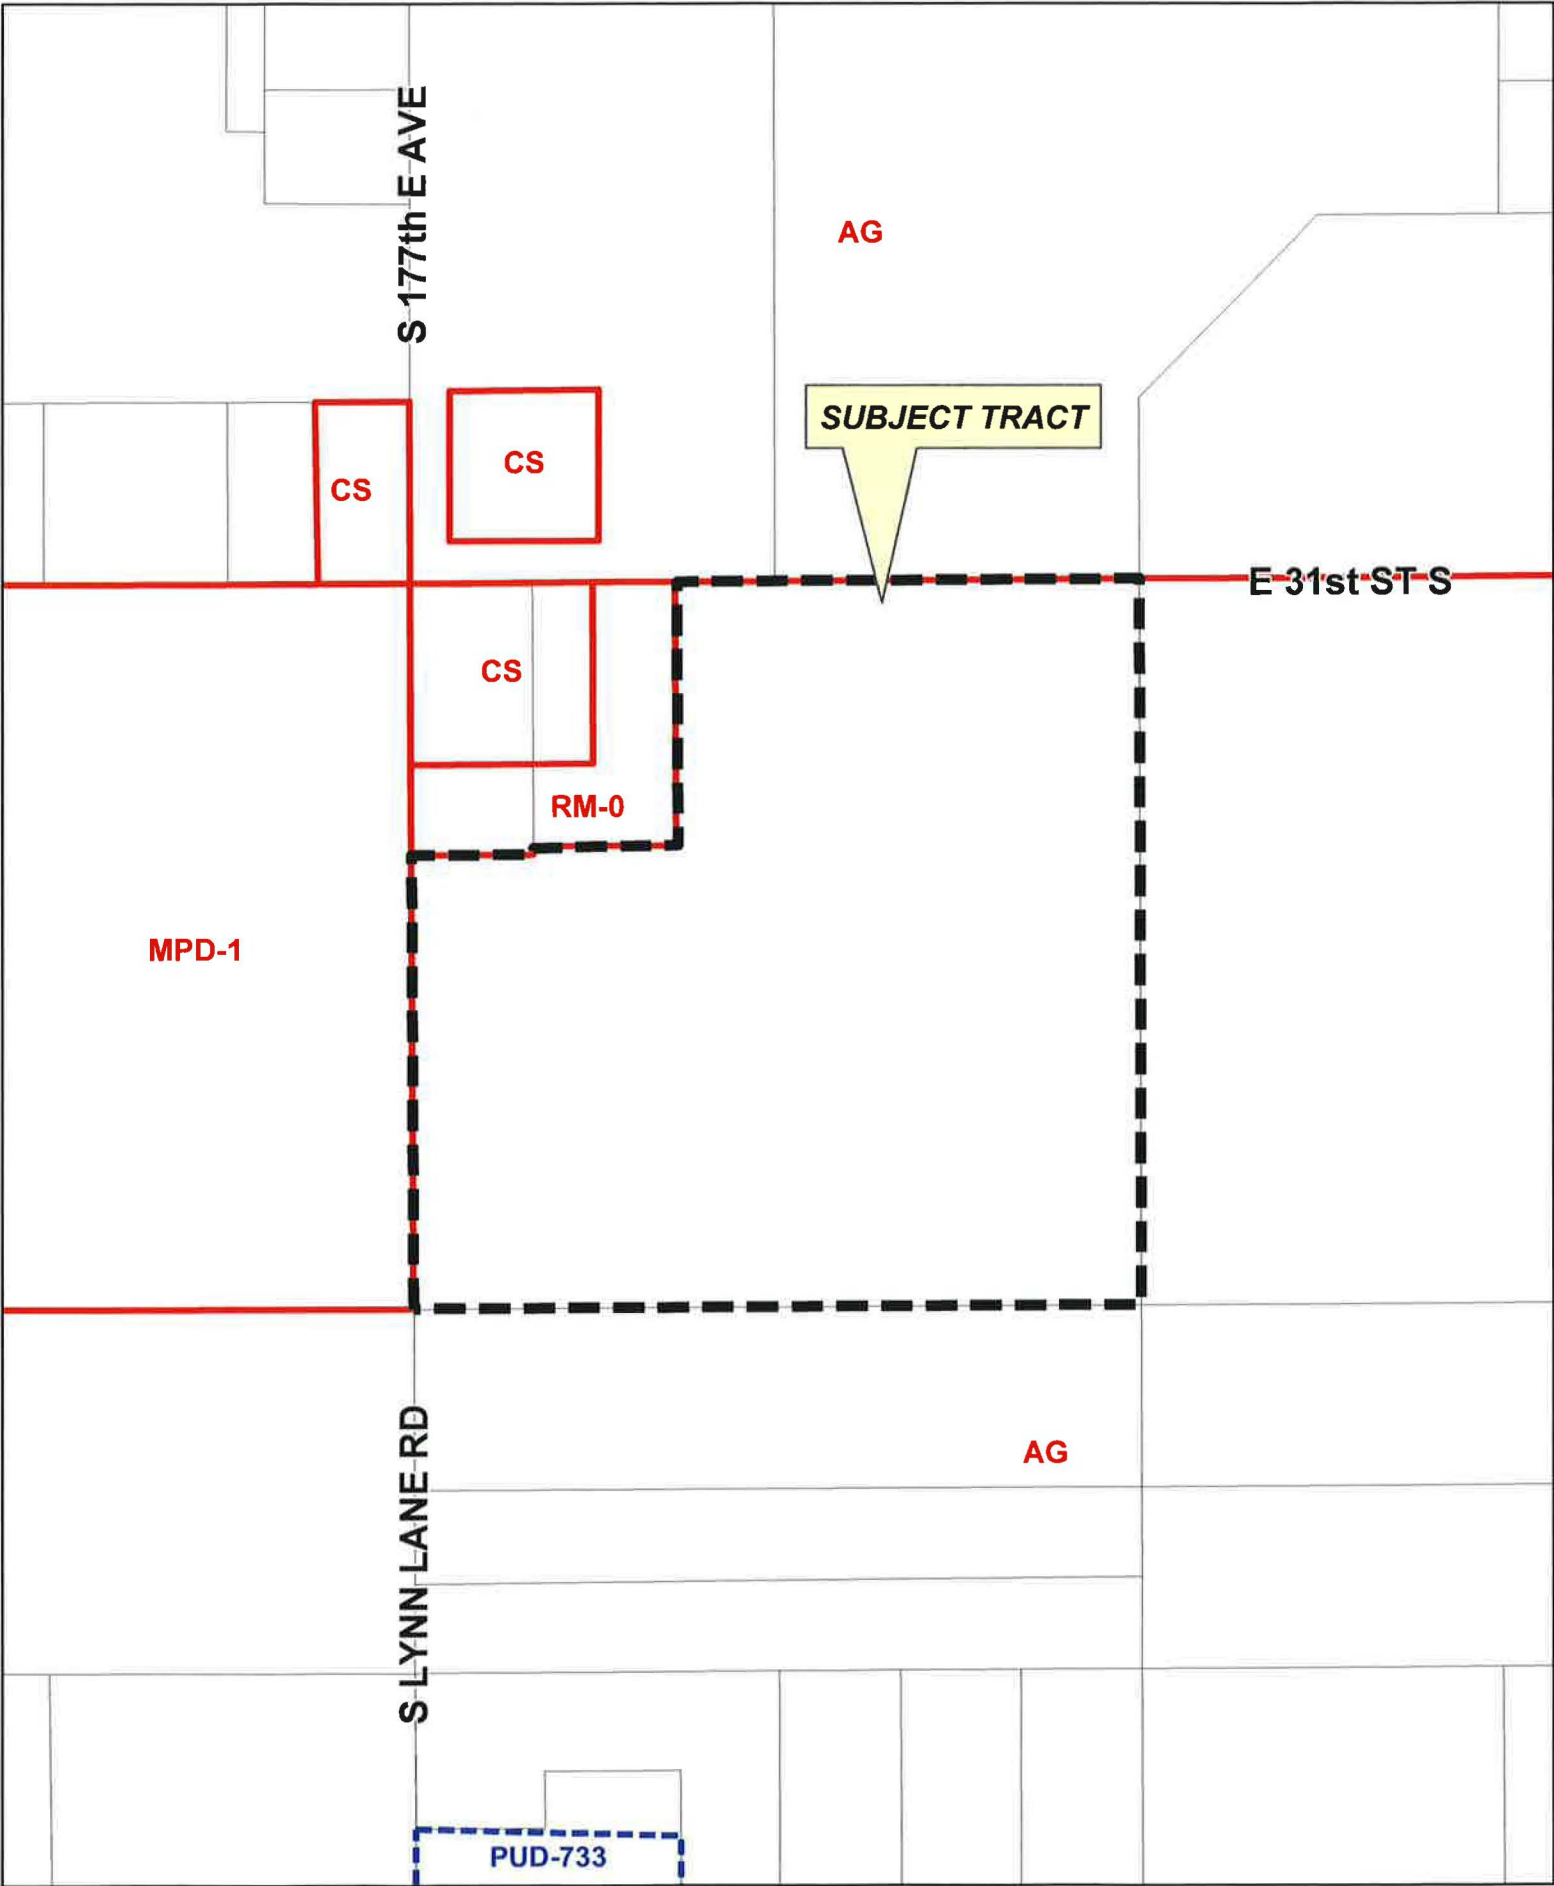 S 177th E AVE
AG
SUBJECT TRACT
CS
CS
E 31st ST S
CS
RM-0
MPD-1
S LYNN LANE RD
AG
PUD-733